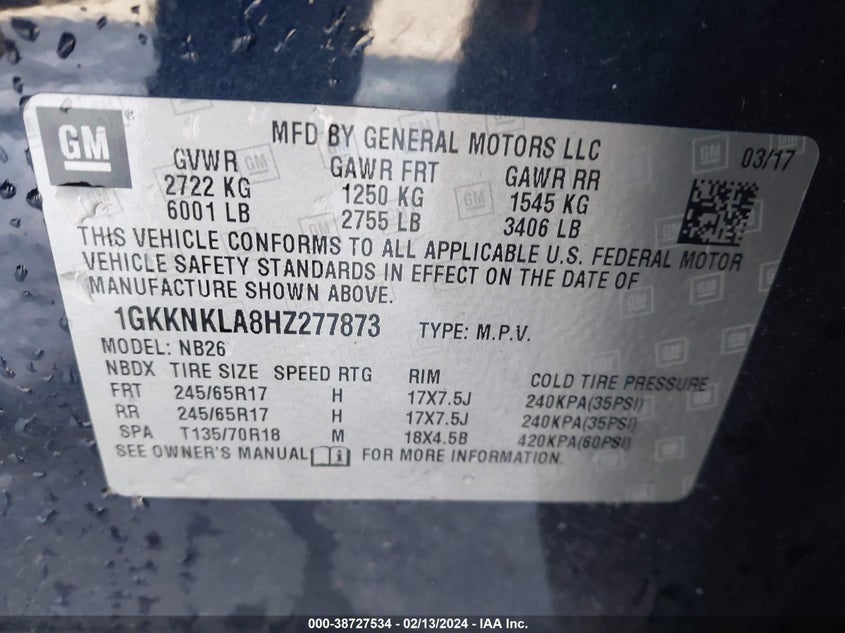 GM
MFD BY GENERAL MOTORS LLC
03/17
GVWR GAWR FRT GAWR RR
2722 KG 1250 KG 1545 KG
6001 LB 2755 LB 3406 LB
THIS VEHICLE CONFORMS TO ALL APPLICABLE U.S. FEDERAL MOTOR
VEHICLE SAFETY STANDARDS IN EFFECT ON THE DATE OF
MANUFACTURE SHOWN ABOVE.
1GKKNKLA8HZ277873 TYPE: M.P.V.
MODEL: NB26
NBDX TIRE SIZE SPEED RTG RIM COLD TIRE PRESSURE
FRT 245/65R17 H 17X7.5J 240KPA(35PSI)
RR 245/65R17 H 17X7.5J 240KPA(35PSI)
SPA T135/70R18 M 18X4.5B 420KPA(60PSI)
SEE OWNER'S MANUAL FOR MORE INFORMATION.
000-38727534 - 02/13/2024 - IAA Inc.